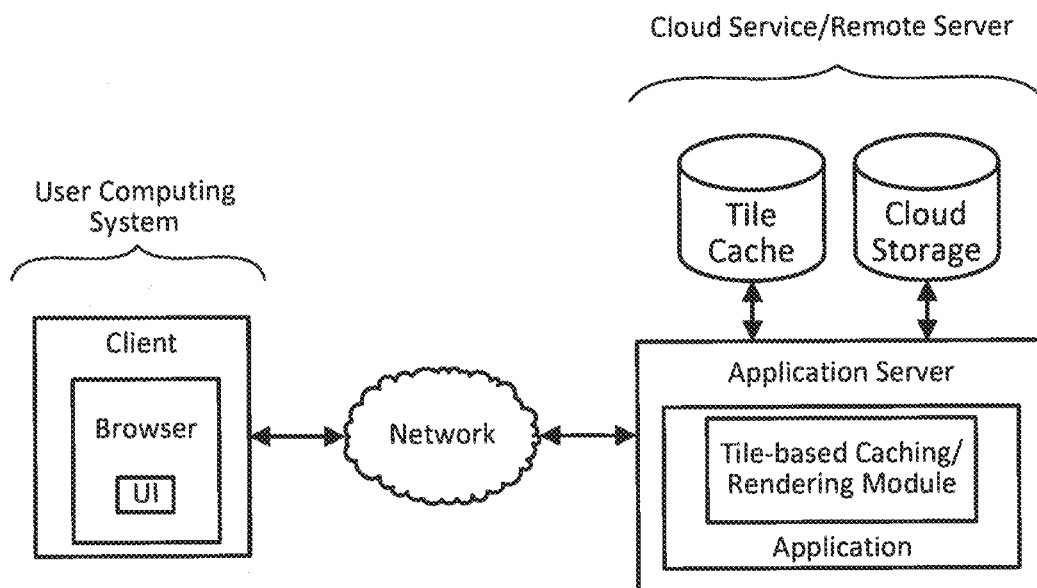 Cloud Service/Remote Server
User Computing
System
Tile
Cache
Cloud
Storage
Client
Browser
UI
Network
Application Server
Tile-based Caching/
Rendering Module
Application